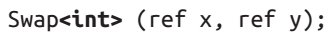 Swap<int> (ref x, ref y);